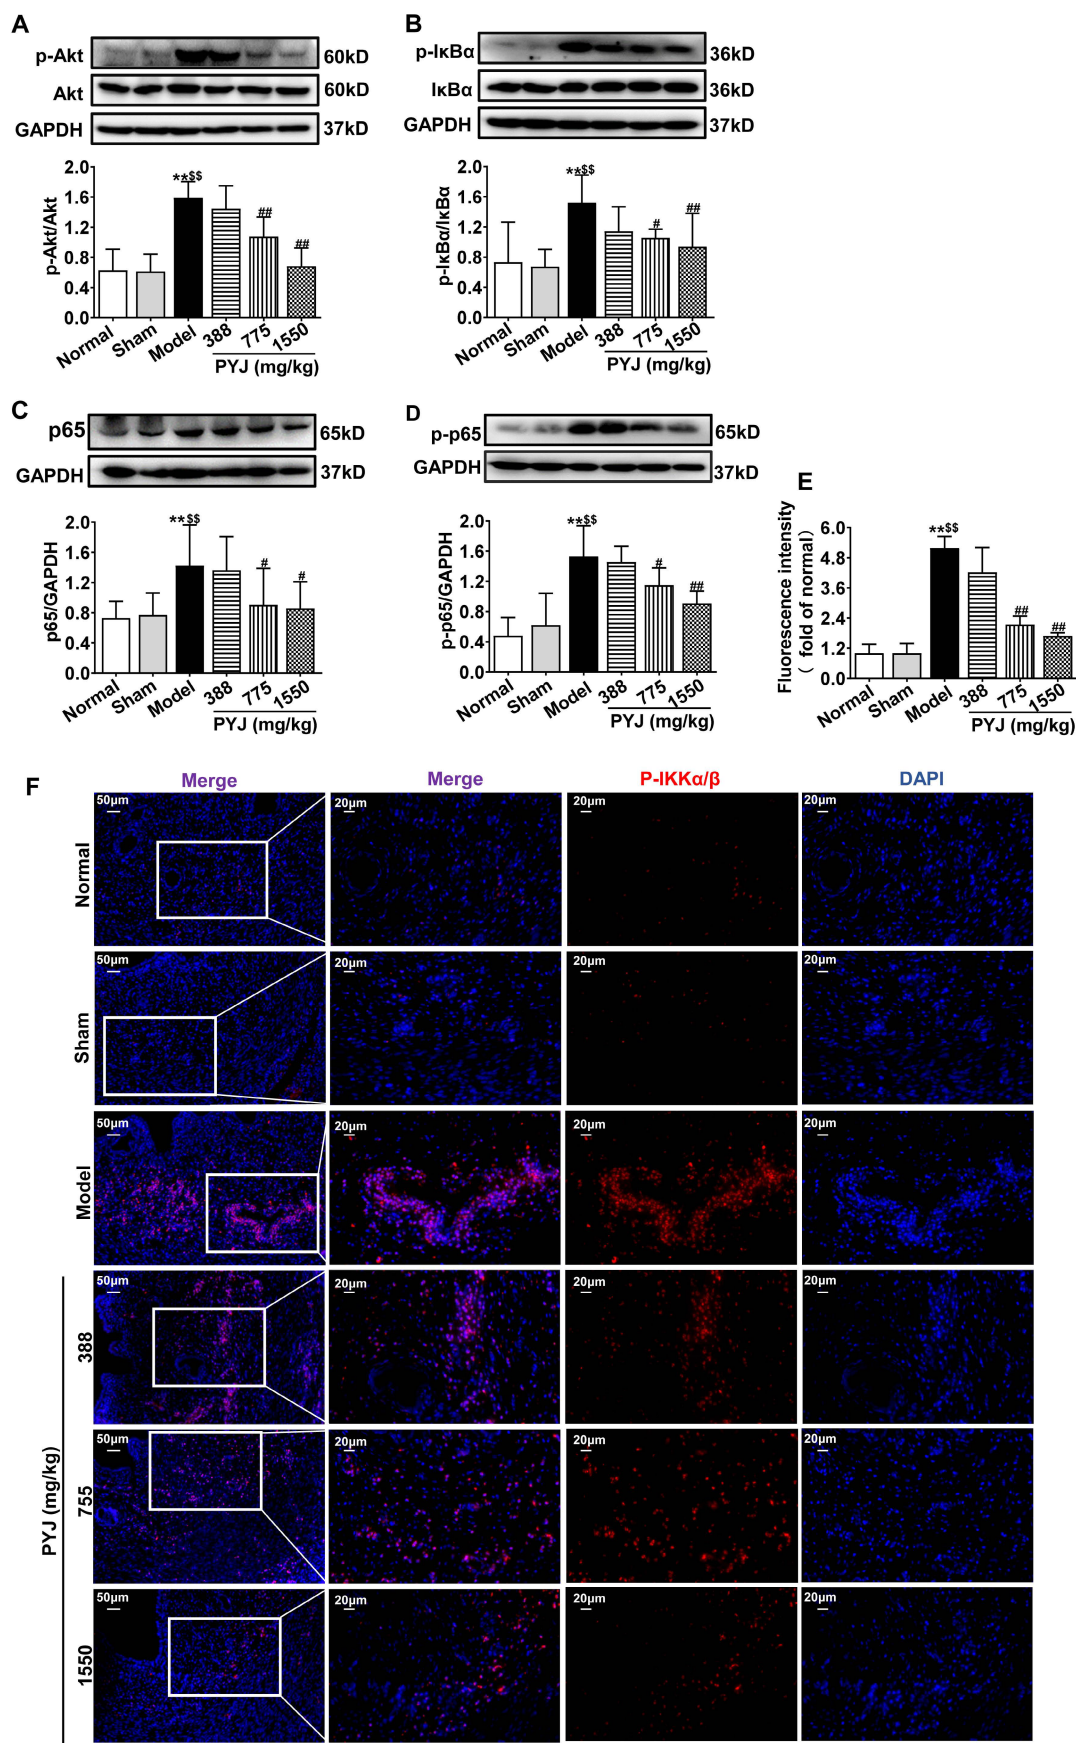 A
p-Akt 60kD
Akt 60kD
GAPDH 37kD
p-Akt/Akt
2.0
1.6
1.2
0.8
0.4
0.0
**$$
##
##
Normal Sham Model 388 775 1550
PYJ (mg/kg)
B
p-IκBα 36kD
IκBα 36kD
GAPDH 37kD
p-IκBα/IκBα
2.0
1.6
1.2
0.8
0.4
0.0
**$$
#
##
Normal Sham Model 388 775 1550
PYJ (mg/kg)
C
p65 65kD
GAPDH 37kD
p65/GAPDH
2.0
1.6
1.2
0.8
0.4
0.0
**$$
#
#
Normal Sham Model 388 775 1550
PYJ (mg/kg)
D
p-p65 65kD
GAPDH 37kD
p-p65/GAPDH
2.0
1.6
1.2
0.8
0.4
0.0
**$$
#
##
Normal Sham Model 388 775 1550
PYJ (mg/kg)
E
Fluorescence intensity
( fold of normal)
6.0
4.8
3.6
2.4
1.2
0.0
**$$
##
##
Normal Sham Model 388 775 1550
PYJ (mg/kg)
F
Merge Merge P-IKKα/β DAPI
Normal
50μm 20μm 20μm 20μm
Sham
50μm 20μm 20μm 20μm
Model
50μm 20μm 20μm 20μm
PYJ (mg/kg)
388
50μm 20μm 20μm 20μm
755
50μm 20μm 20μm 20μm
1550
50μm 20μm 20μm 20μm